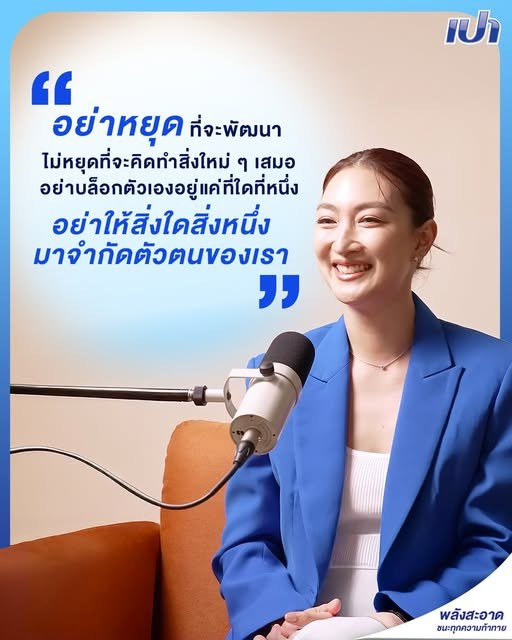 เปา
“
อย่าหยุด ที่จะพัฒนา
ไม่หยุดที่จะคิดทำสิ่งใหม่ ๆ เสมอ
อย่าบล็อกตัวเองอยู่แค่ที่ใดที่หนึ่ง
อย่าให้สิ่งใดสิ่งหนึ่ง
มาจำกัดตัวตนของเรา
”
พลังสะอาด
ชนะทุกความท้าทาย